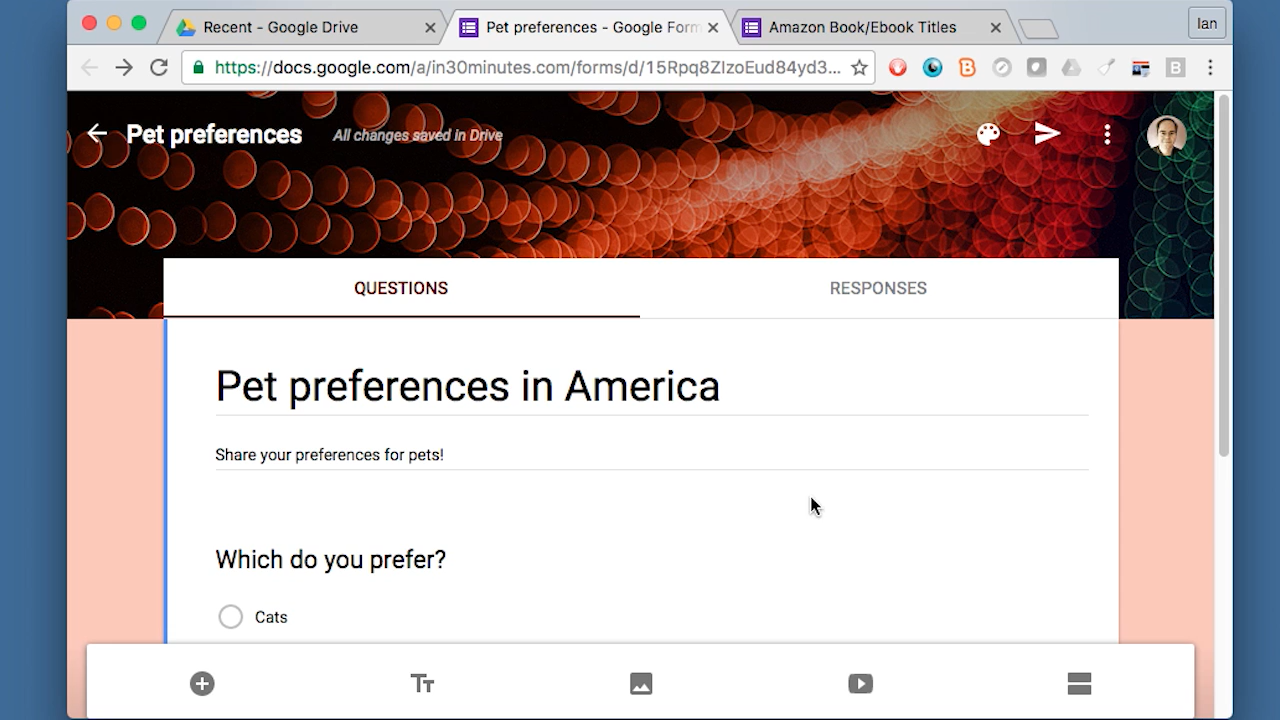 Recent - Google Drive
Pet preferences - Google Form
Amazon Book/Ebook Titles
Ian
https://docs.google.com/a/in30minutes.com/forms/d/15Rpq8ZIzoEud84yd3...
Pet preferences
All changes saved in Drive
QUESTIONS
RESPONSES
Pet preferences in America
Share your preferences for pets!
Which do you prefer?
Cats